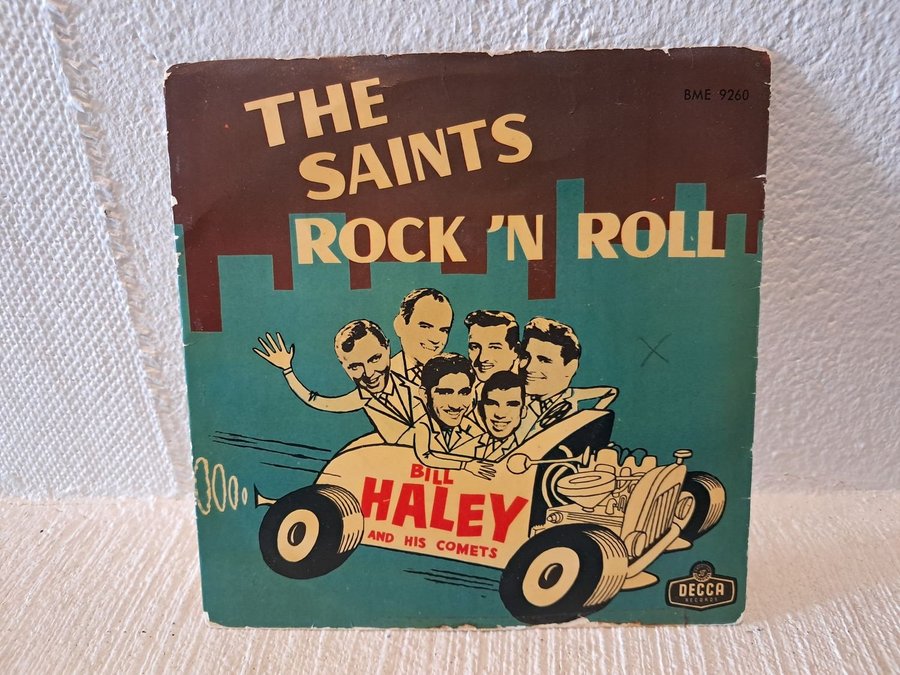 BME 9260
THE
SAINTS
ROCK 'N ROLL
BILL
HALEY
AND HIS COMETS
DECCA
RECORDS